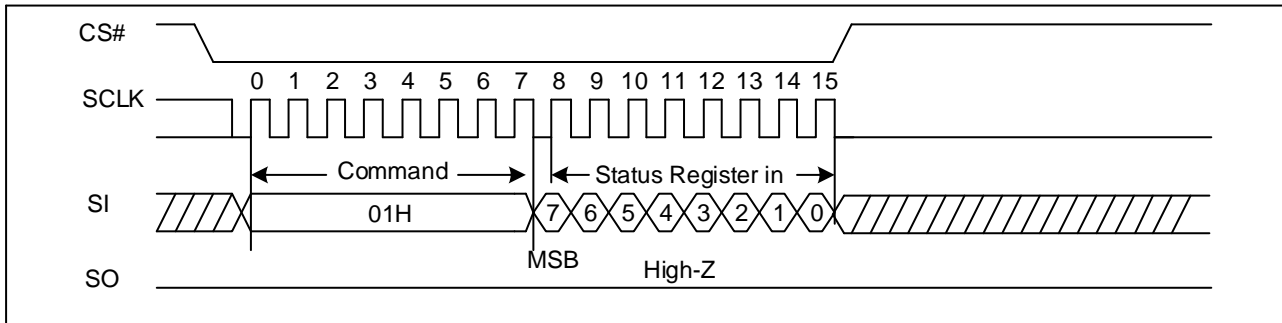 CS#
0 1 2 3 4 5 6 7 8 9 10 11 12 13 14 15
SCLK
Command Status Register in
SI 01H 7 6 5 4 3 2 1 0
MSB High-Z
SO